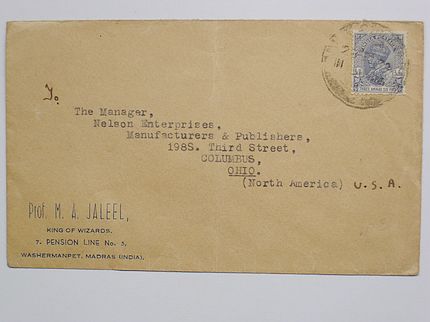 To.
The Manager,
Nelson Enterprises,
Manufacturers & Publishers,
198S. Third Street,
COLUMBUS,
OHIO.
(North America) U.S.A.
Prof. M. A. JALEEL,
KING OF WIZARDS.
7. PENSION LINE No. 5,
WASHERMANPET, MADRAS (INDIA).